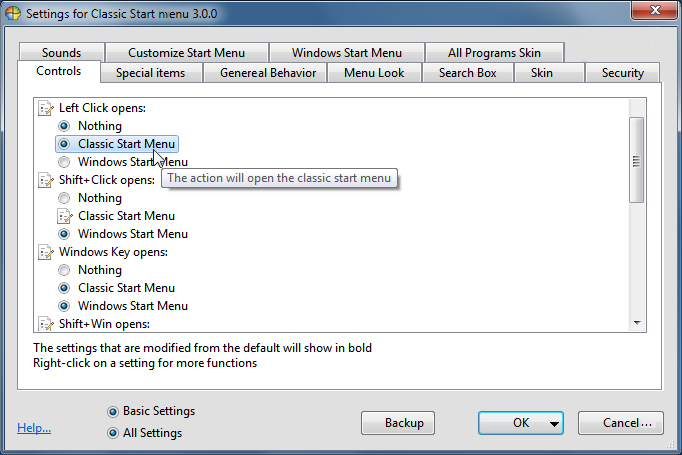 Settings for Classic Start menu 3.0.0
Sounds
Customize Start Menu
Windows Start Menu
All Programs Skin
Controls
Special items
Genereal Behavior
Menu Look
Search Box
Skin
Security
Left Click opens:
Nothing
Classic Start Menu
Windows Start Menu
The action will open the classic start menu
Shift+Click opens:
Nothing
Classic Start Menu
Windows Start Menu
Windows Key opens:
Nothing
Classic Start Menu
Windows Start Menu
Shift+Win opens:
The settings that are modified from the default will show in bold
Right-click on a setting for more functions
Help...
Basic Settings
All Settings
Backup
OK
Cancel...